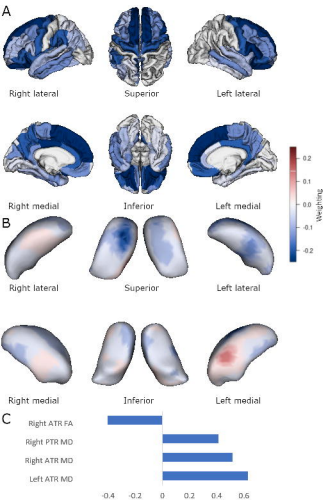 A
Right lateral Superior Left lateral
Right medial Inferior Left medial
0.2
0.1
0.0
-0.1
-0.2
Weighting
B
Right lateral Superior Left lateral
Right medial Inferior Left medial
C
Right ATR FA
Right PTR MD
Right ATR MD
Left ATR MD
-0.4 -0.2 0 0.2 0.4 0.6